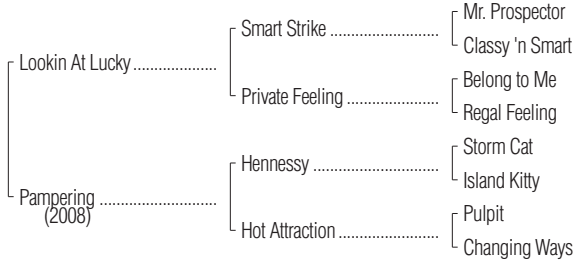 Mr. Prospector
Smart Strike ......................
Classy 'n Smart
Lookin At Lucky .................
Belong to Me
Private Feeling ..................
Regal Feeling
Storm Cat
Hennessy .........................
Island Kitty
Pampering ........................
(2008)
Pulpit
Hot Attraction ....................
Changing Ways